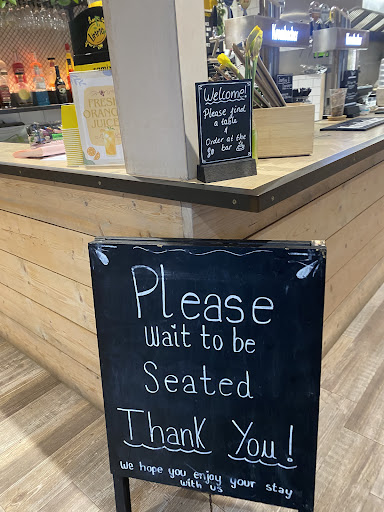 Welcome!
Please find
a table
&
order at the
bar
FRESH
ORANGE
JUICE
Please
wait to be
Seated
Thank You!
We hope you enjoy your stay
with us